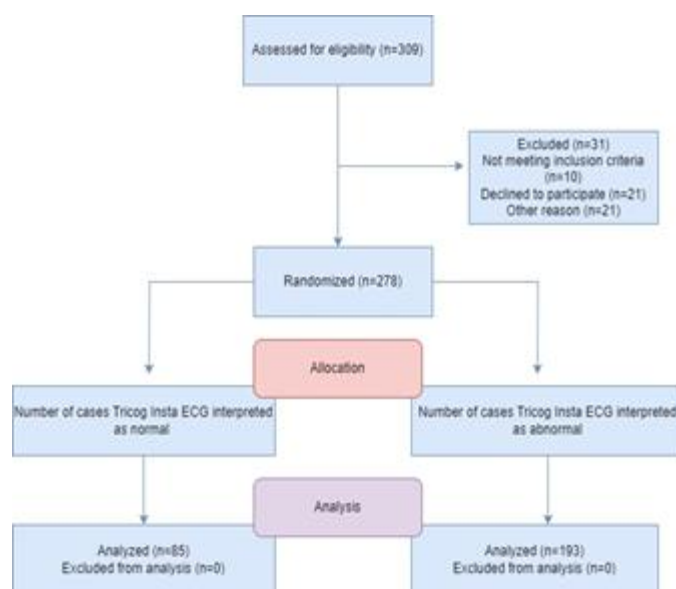 Assessed for eligibility (n=309)
Excluded (n=31)
Not meeting inclusion criteria
(n=10)
Declined to participate (n=21)
Other reason (n=21)
Randomized (n=278)
Allocation
Number of cases Tricog Insta ECG interpreted
as normal
Number of cases Tricog Insta ECG interpreted
as abnormal
Analysis
Analyzed (n=85)
Excluded from analysis (n=0)
Analyzed (n=193)
Excluded from analysis (n=0)